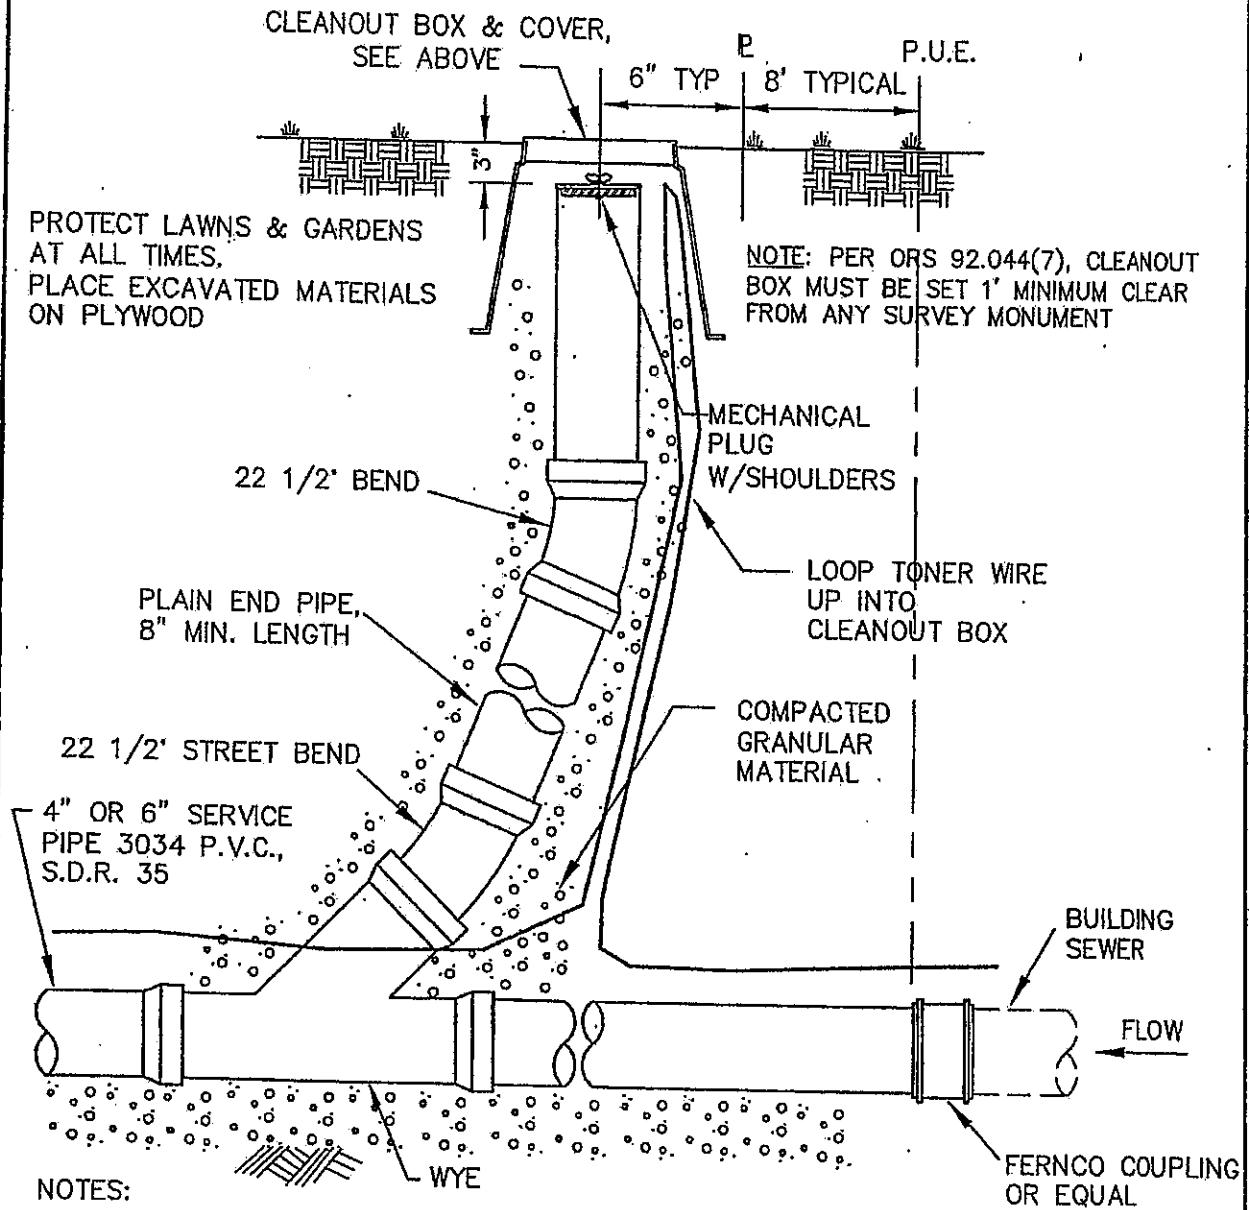 CLEANOUT BOX & COVER,
SEE ABOVE
6" TYP
PL
8' TYPICAL
P.U.E.
3"
PROTECT LAWNS & GARDENS
AT ALL TIMES,
PLACE EXCAVATED MATERIALS
ON PLYWOOD
NOTE: PER ORS 92.044(7), CLEANOUT
BOX MUST BE SET 1' MINIMUM CLEAR
FROM ANY SURVEY MONUMENT
MECHANICAL
PLUG
W/SHOULDERS
22 1/2° BEND
LOOP TONER WIRE
UP INTO
CLEANOUT BOX
PLAIN END PIPE,
8" MIN. LENGTH
COMPACTED
GRANULAR
MATERIAL
22 1/2° STREET BEND
4" OR 6" SERVICE
PIPE 3034 P.V.C.,
S.D.R. 35
BUILDING
SEWER
FLOW
WYE
FERNCO COUPLING
OR EQUAL
NOTES: